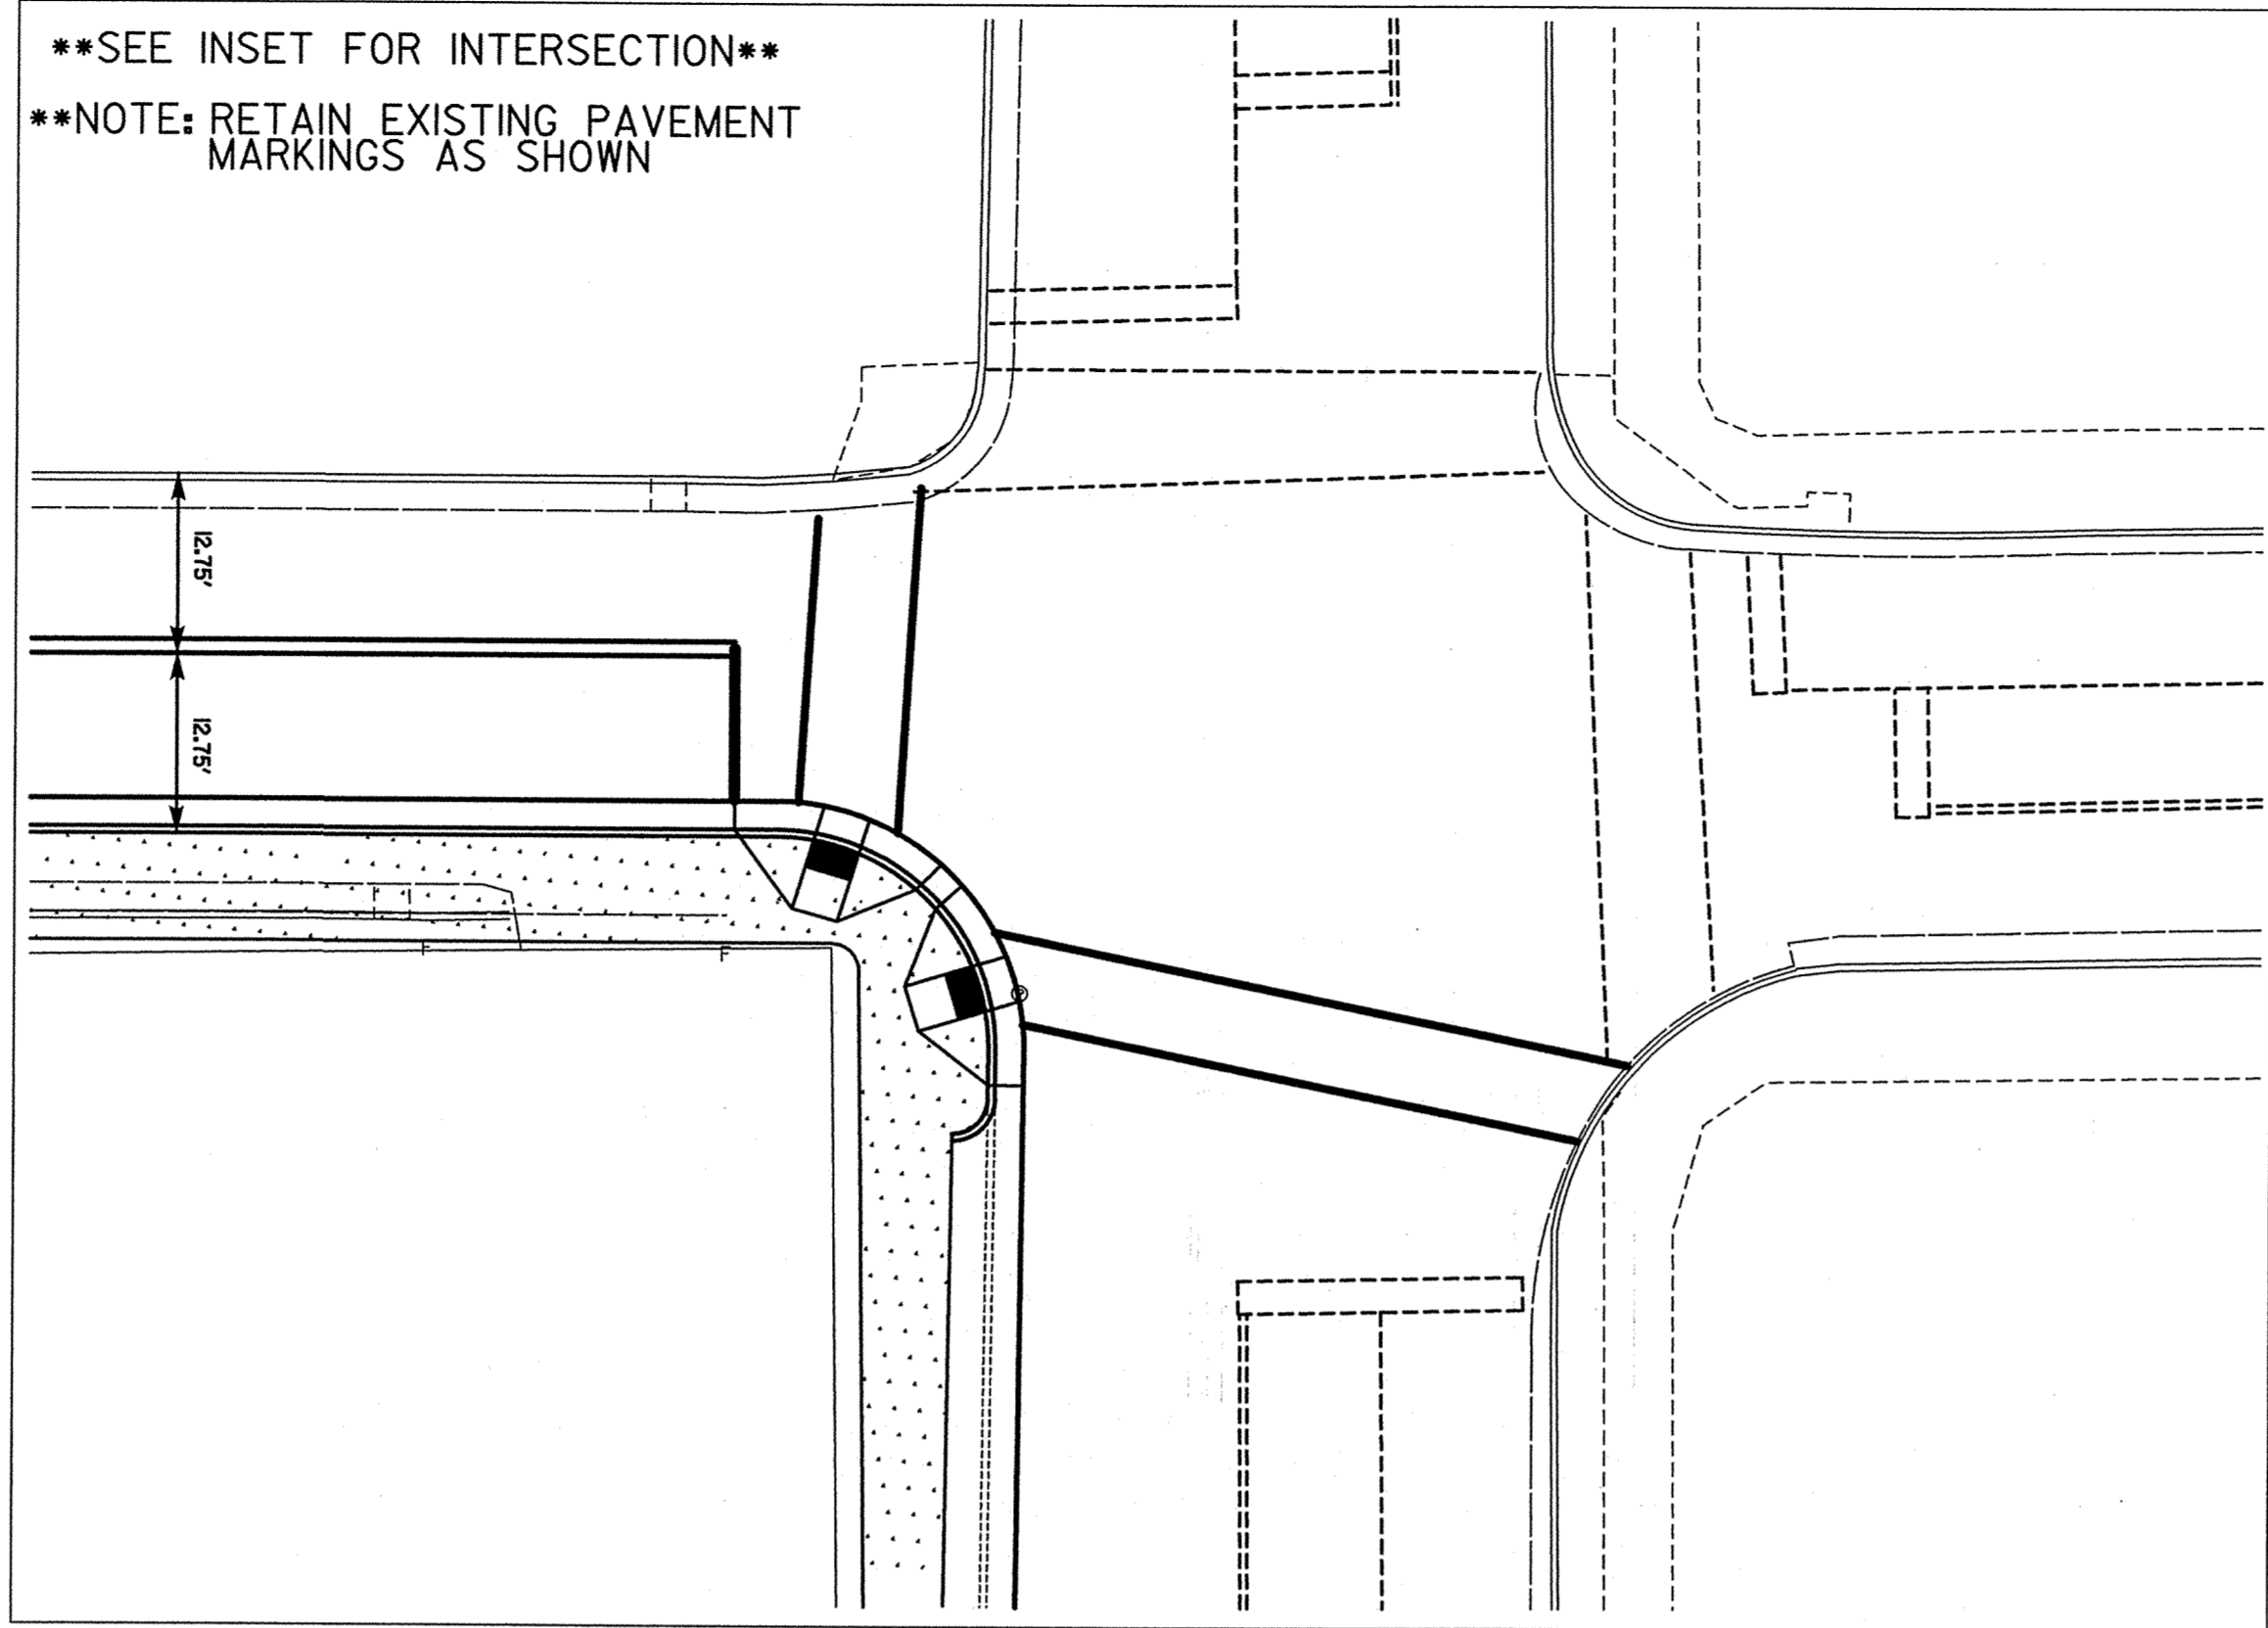 **SEE INSET FOR INTERSECTION**
**NOTE: RETAIN EXISTING PAVEMENT
MARKINGS AS SHOWN
12.75'
12.75'
F
F
P